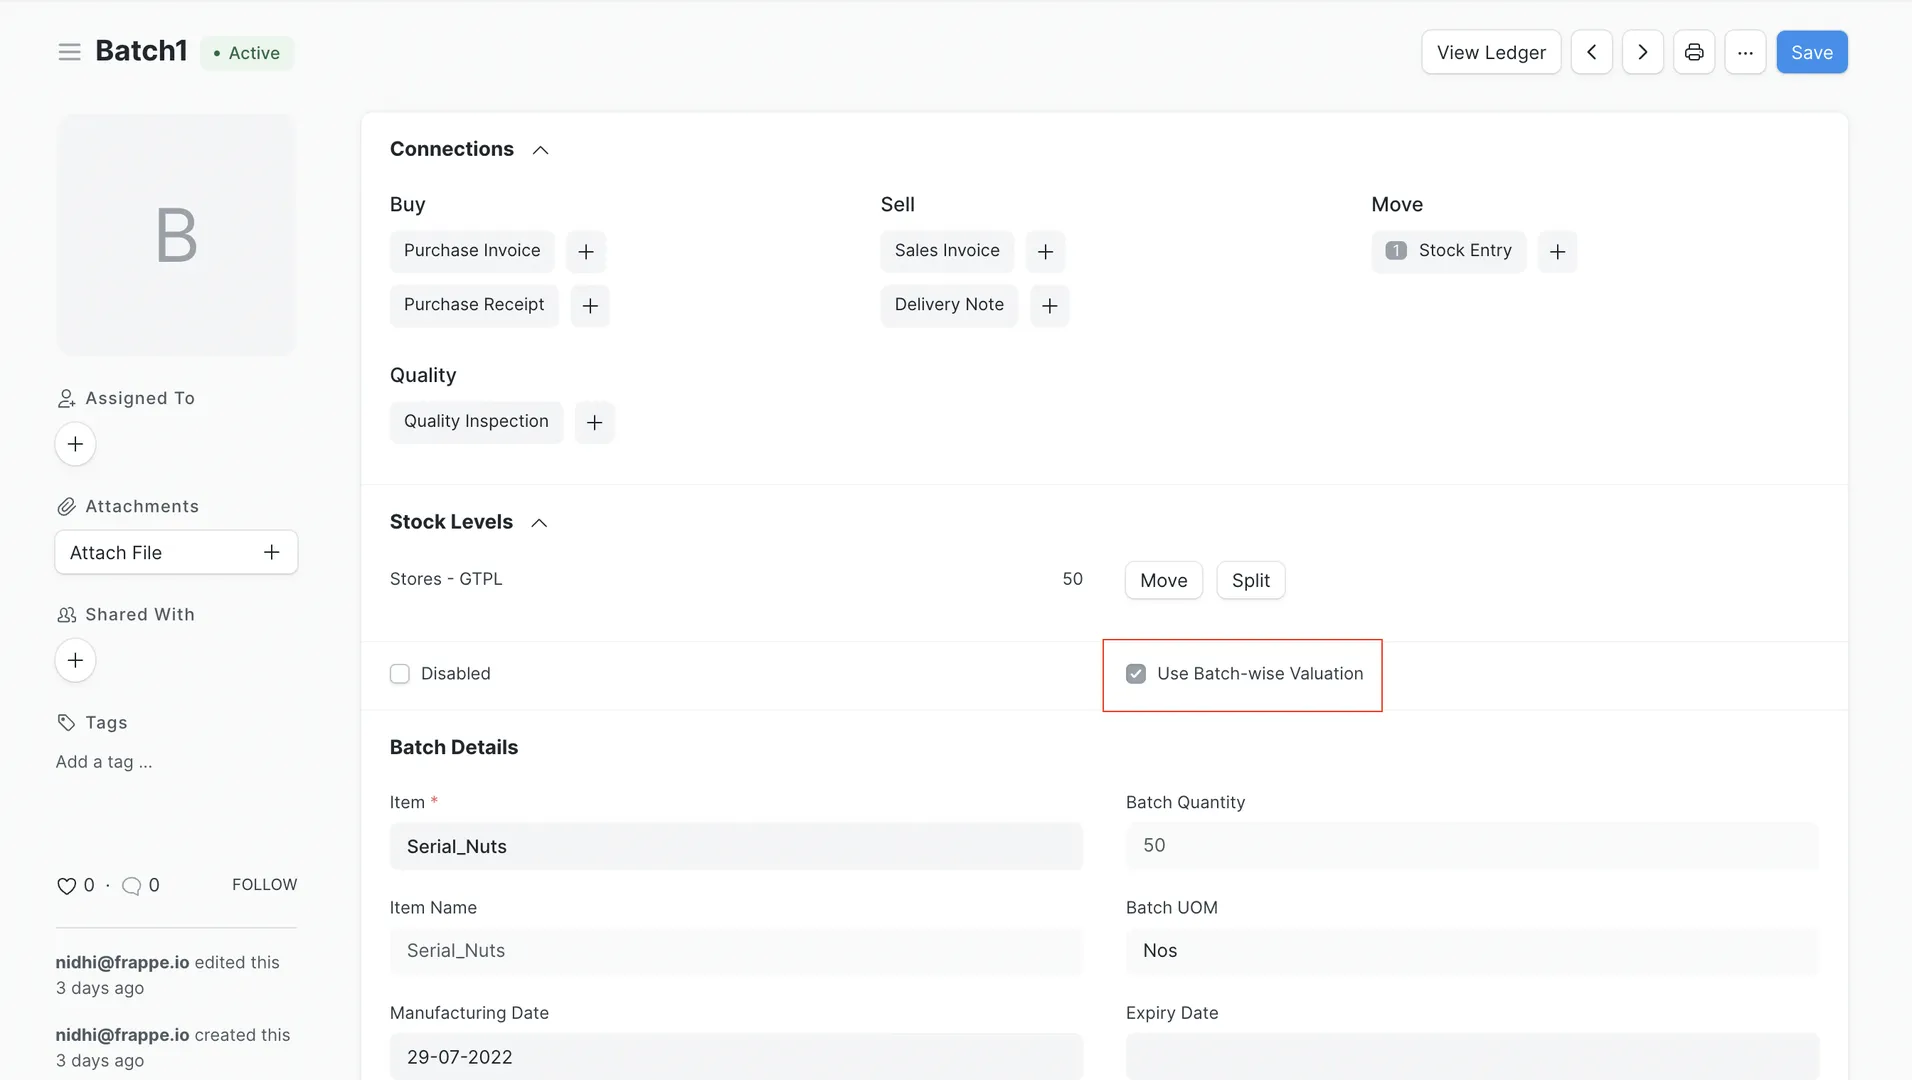 Batch1 • Active
View Ledger
Save
B
Assigned To
Attachments
Attach File
Shared With
Tags
Add a tag ...
0 · 0 FOLLOW
nidhi@frappe.io edited this
3 days ago
nidhi@frappe.io created this
3 days ago
Connections
Buy
Purchase Invoice
Purchase Receipt
Sell
Sales Invoice
Delivery Note
Move
1 Stock Entry
Quality
Quality Inspection
Stock Levels
Stores - GTPL 50 Move Split
Disabled
Use Batch-wise Valuation
Batch Details
Item *
Serial_Nuts
Item Name
Serial_Nuts
Manufacturing Date
29-07-2022
Batch Quantity
50
Batch UOM
Nos
Expiry Date